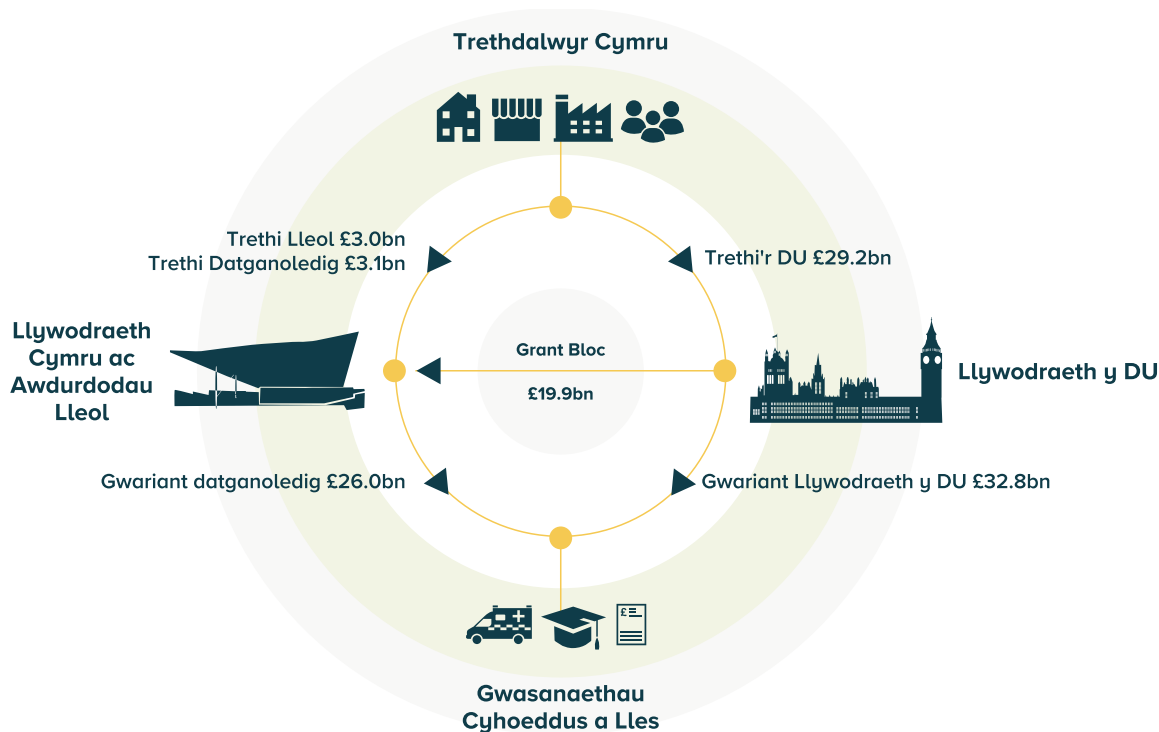 Trethdalwyr Cymru
Trethi Lleol £3.0bn
Trethi Datganoledig £3.1bn
Trethi'r DU £29.2bn
Llywodraeth
Cymru ac
Awdurdodau
Lleol
Grant Bloc
£19.9bn
Llywodraeth y DU
Gwariant datganoledig £26.0bn
Gwariant Llywodraeth y DU £32.8bn
£
Gwasanaethau
Cyhoeddus a Lles